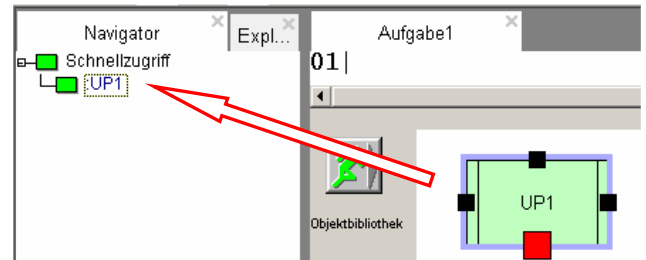 Navigator
Expl...
Aufgabe1
Schnellzugriff
:UP1
01
Objektbibliothek
UP1